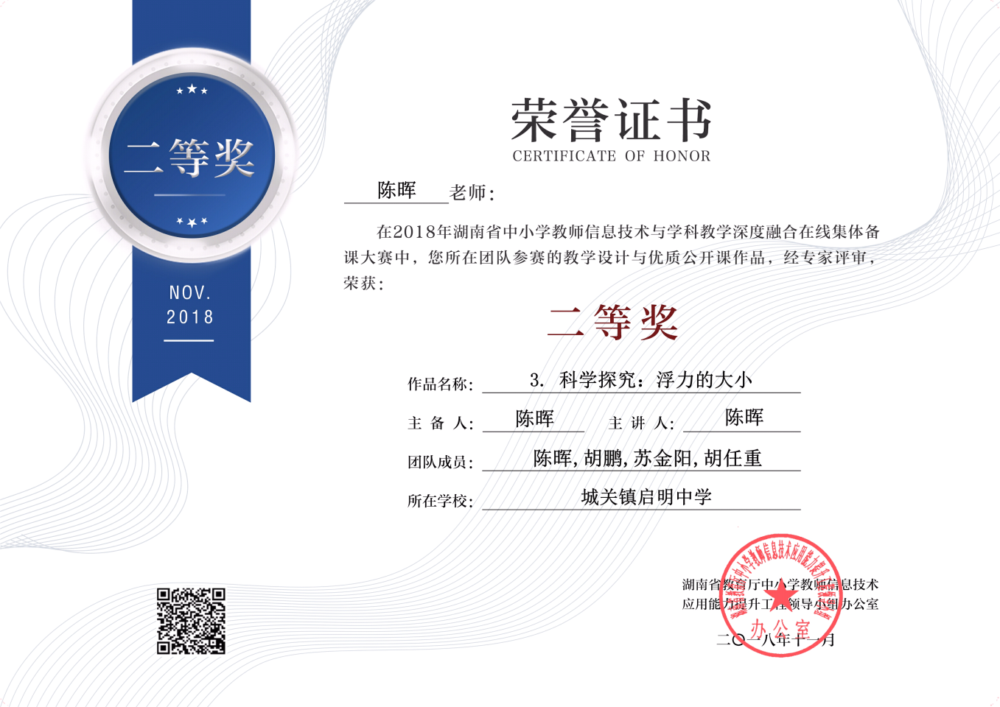 二等奖
NOV.
2018
荣誉证书
CERTIFICATE OF HONOR
陈晖 老师：
在2018年湖南省中小学教师信息技术与学科教学深度融合在线集体备
课大赛中，您所在团队参赛的教学设计与优质公开课作品，经专家评审，
荣获：
二等奖
作品名称： 3. 科学探究：浮力的大小
主 备 人： 陈晖 主 讲 人： 陈晖
团队成员： 陈晖,胡鹏,苏金阳,胡任重
所在学校： 城关镇启明中学
湖南省教育厅中小学教师信息技术
应用能力提升工程领导小组办公室
二〇一八年十一月
办公室